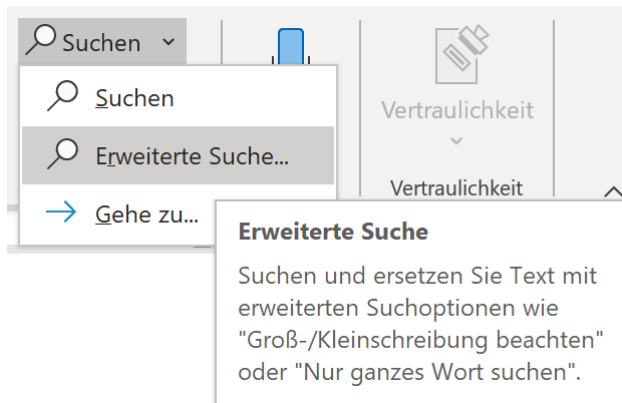 Suchen
Suchen
Erweiterte Suche...
Gehe zu...
Vertraulichkeit
Vertraulichkeit
Erweiterte Suche
Suchen und ersetzen Sie Text mit
erweiterten Suchoptionen wie
"Groß-/Kleinschreibung beachten"
oder "Nur ganzes Wort suchen".